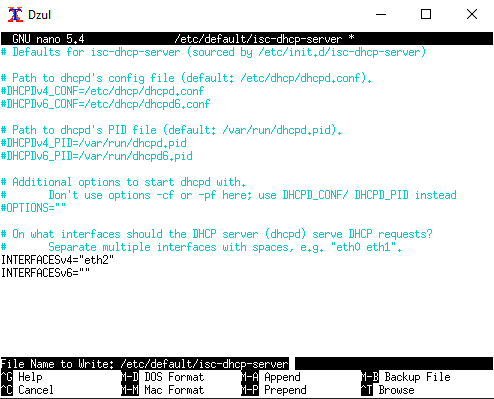 Dzul
GNU nano 5.4 /etc/default/isc-dhcp-server *
# Defaults for isc-dhcp-server (sourced by /etc/init.d/isc-dhcp-server)
# Path to dhcpd's config file (default: /etc/dhcp/dhcpd.conf).
#DHCPDv4_CONF=/etc/dhcp/dhcpd.conf
#DHCPDv6_CONF=/etc/dhcp/dhcpd6.conf
# Path to dhcpd's PID file (default: /var/run/dhcpd.pid).
#DHCPDv4_PID=/var/run/dhcpd.pid
#DHCPDv6_PID=/var/run/dhcpd6.pid
# Additional options to start dhcpd with.
# Don't use options -cf or -pf here; use DHCPD_CONF/ DHCPD_PID instead
#OPTIONS=""
# On what interfaces should the DHCP server (dhcpd) serve DHCP requests?
# Separate multiple interfaces with spaces, e.g. "eth0 eth1".
INTERFACESv4="eth2"
INTERFACESv6=""
File Name to Write: /etc/default/isc-dhcp-server
^G Help M-D DOS Format M-A Append M-B Backup File
^C Cancel M-M Mac Format M-P Prepend ^T Browse